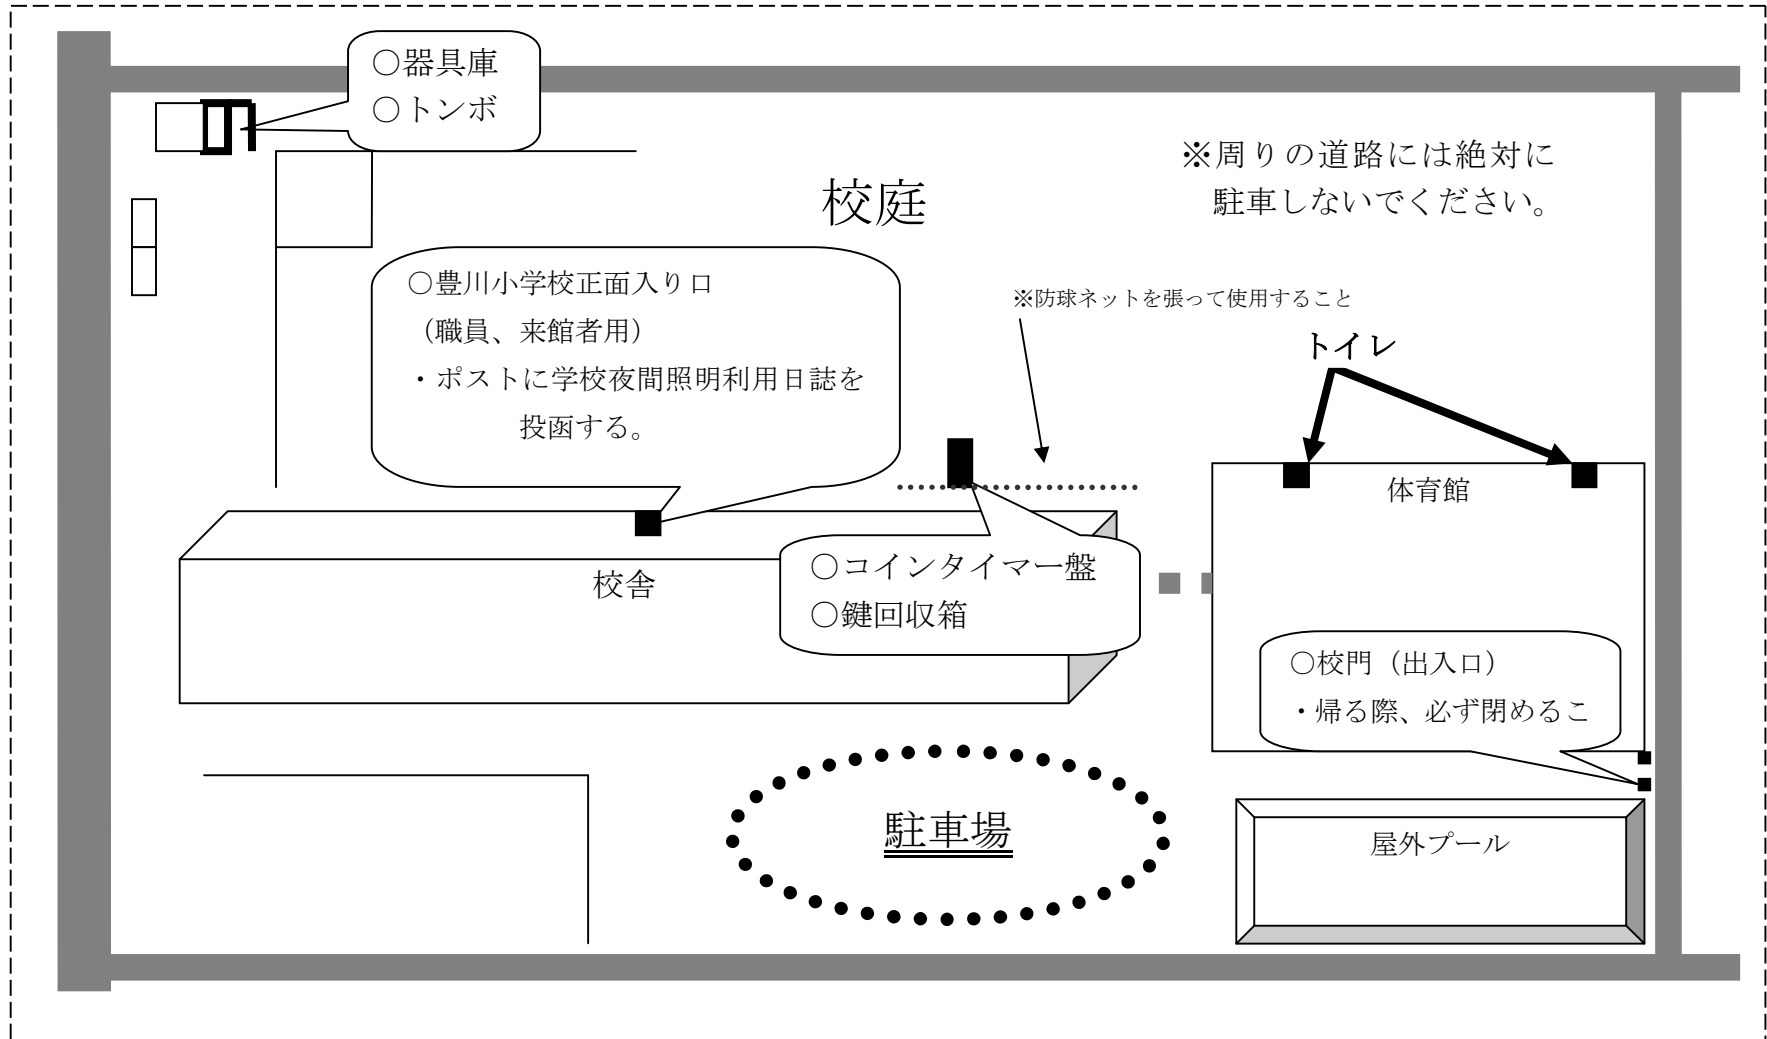 ○器具庫
○トンボ
※周りの道路には絶対に
駐車しないでください。
校庭
○豊川小学校正面入り口
（職員、来館者用）
・ポストに学校夜間照明利用日誌を
投函する。
※防球ネットを張って使用すること
トイレ
体育館
校舎
○コインタイマー盤
○鍵回収箱
○校門（出入口）
・帰る際、必ず閉めるこ
駐車場
屋外プール